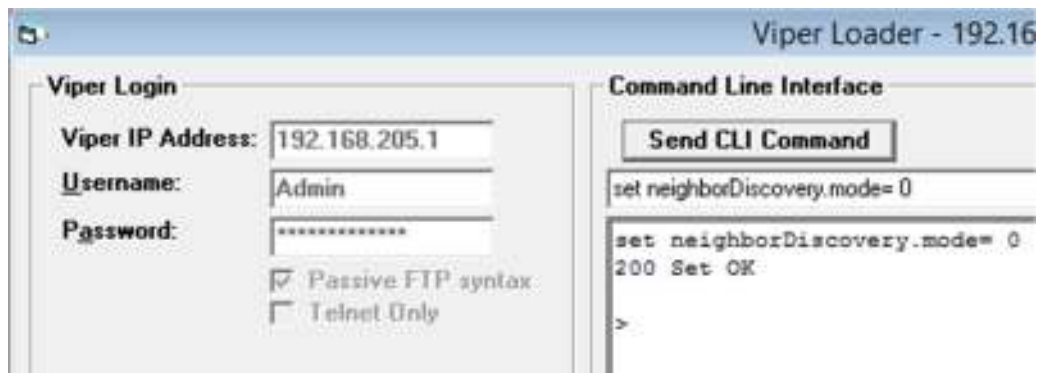 Viper Loader - 192.16
Viper Login
Viper IP Address: 192.168.205.1
Username: Admin
Password: *************
Passive FTP syntax
Telnet Only
Command Line Interface
Send CLI Command
set neighborDiscovery.mode= 0
set neighborDiscovery.mode= 0
200 Set OK
>